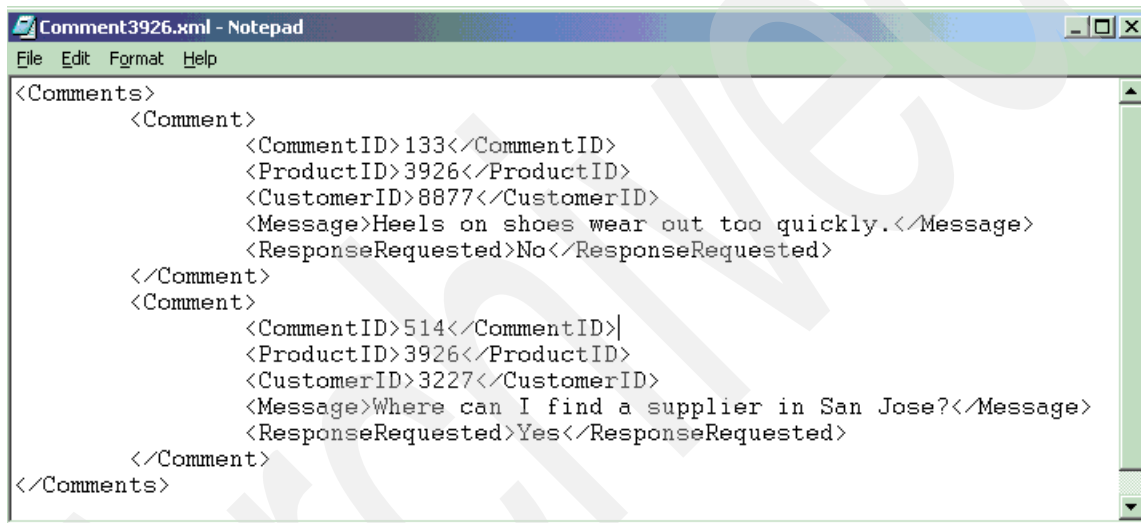 Comment3926.xml - Notepad
File Edit Format Help
<Comments>
<Comment>
<CommentID>133</CommentID>
<ProductID>3926</ProductID>
<CustomerID>8877</CustomerID>
<Message>Heels on shoes wear out too quickly.</Message>
<ResponseRequested>No</ResponseRequested>
</Comment>
<Comment>
<CommentID>514</CommentID>
<ProductID>3926</ProductID>
<CustomerID>3227</CustomerID>
<Message>Where can I find a supplier in San Jose?</Message>
<ResponseRequested>Yes</ResponseRequested>
</Comment>
</Comments>